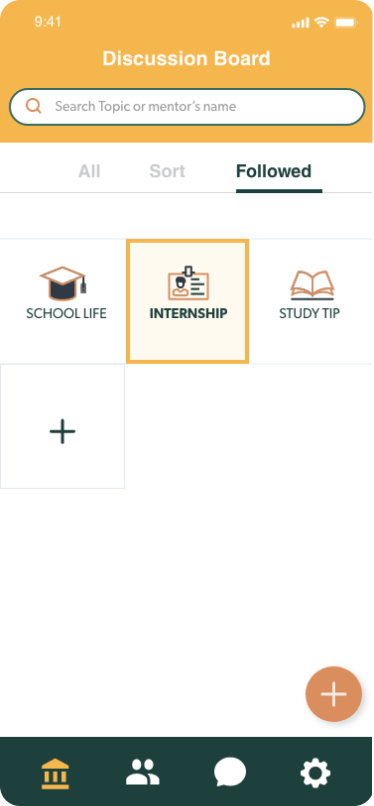 9:41
Discussion Board
Search Topic or mentor's name
All Sort Followed
SCHOOL LIFE INTERNSHIP STUDY TIP